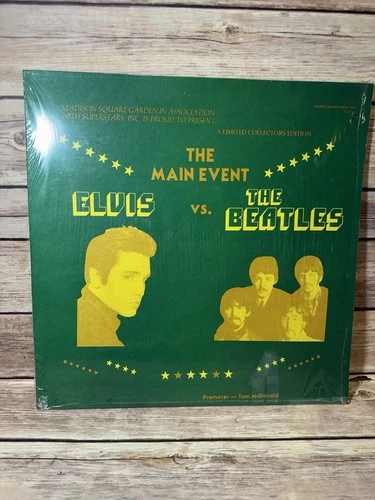 MADISON SQUARE GARDEN IN ASSOCIATION
WITH SUPERSTARS INC. IS PROUD TO PRESENT
A LIMITED COLLECTORS EDITION
THE
MAIN EVENT
ELVIS
VS.
THE
BEATLES
Promoter — Tom McDonald